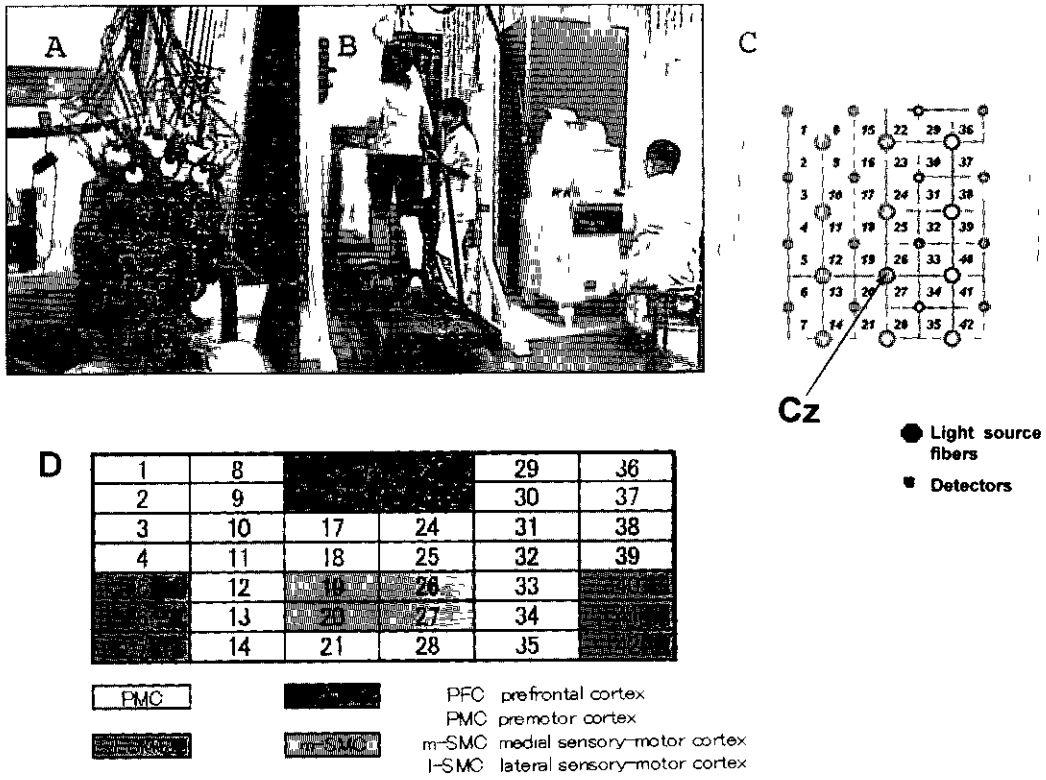 A B C
1 8 15 22 29 36
2 9 16 23 30 37
3 10 17 24 31 38
4 11 18 25 32 39
5 12 19 26 33 40
6 13 20 27 34 41
7 14 21 28 35 42
Cz
Light source
fibers
Detectors
D
1 8 29 36
2 9 30 37
3 10 17 24 31 38
4 11 18 25 32 39
12 19 26 33
13 20 27 34
14 21 28 35
PMC
PFC prefrontal cortex
PMC premotor cortex
m-SMC
m-SMC medial sensory-motor cortex
l-SMC lateral sensory-motor cortex